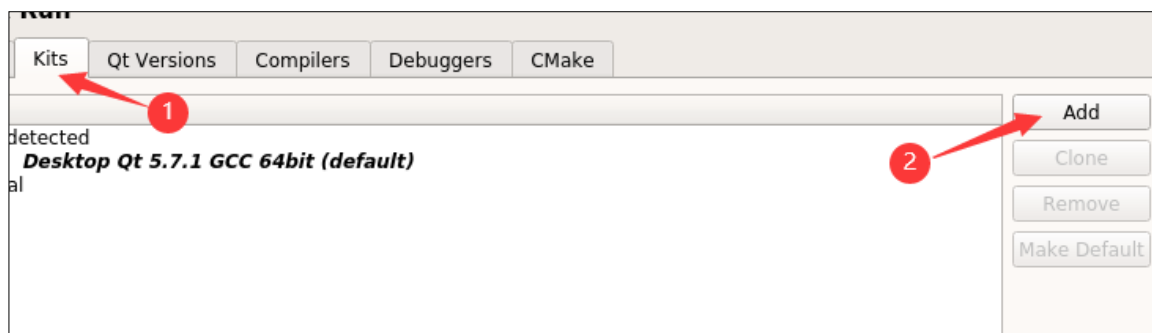 Run
Kits Qt Versions Compilers Debuggers CMake
1
Add
detected
2
Desktop Qt 5.7.1 GCC 64bit (default)
Clone
al
Remove
Make Default